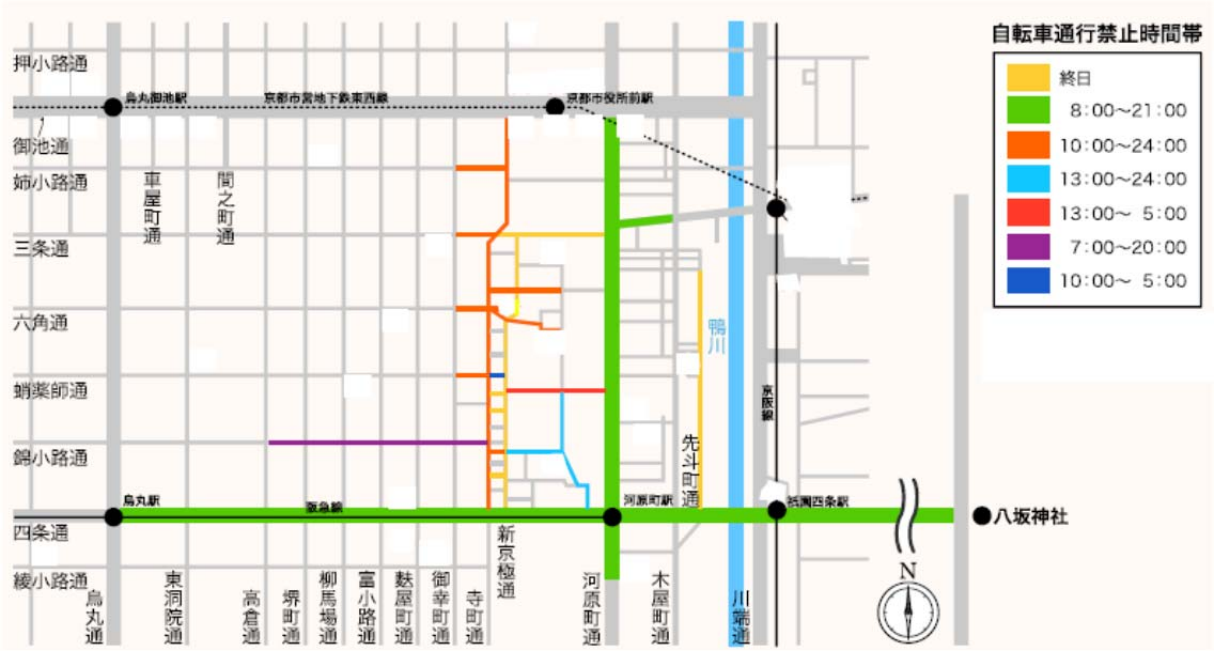 自転車通行禁止時間帯
終日
8:00～21:00
10:00～24:00
13:00～24:00
13:00～ 5:00
7:00～20:00
10:00～ 5:00
押小路通
烏丸御池駅
京都市営地下鉄東西線
京都市役所前駅
御池通
姉小路通
車屋町通
間之町通
三条通
六角通
鴨川
蛸薬師通
京阪線
錦小路通
先斗町通
烏丸駅
阪急線
河原町駅
祇園四条駅
八坂神社
四条通
新京極通
綾小路通
烏丸通
東洞院通
高倉通
堺町通
柳馬場通
富小路通
麩屋町通
御幸町通
寺町通
河原町通
木屋町通
川端通
N